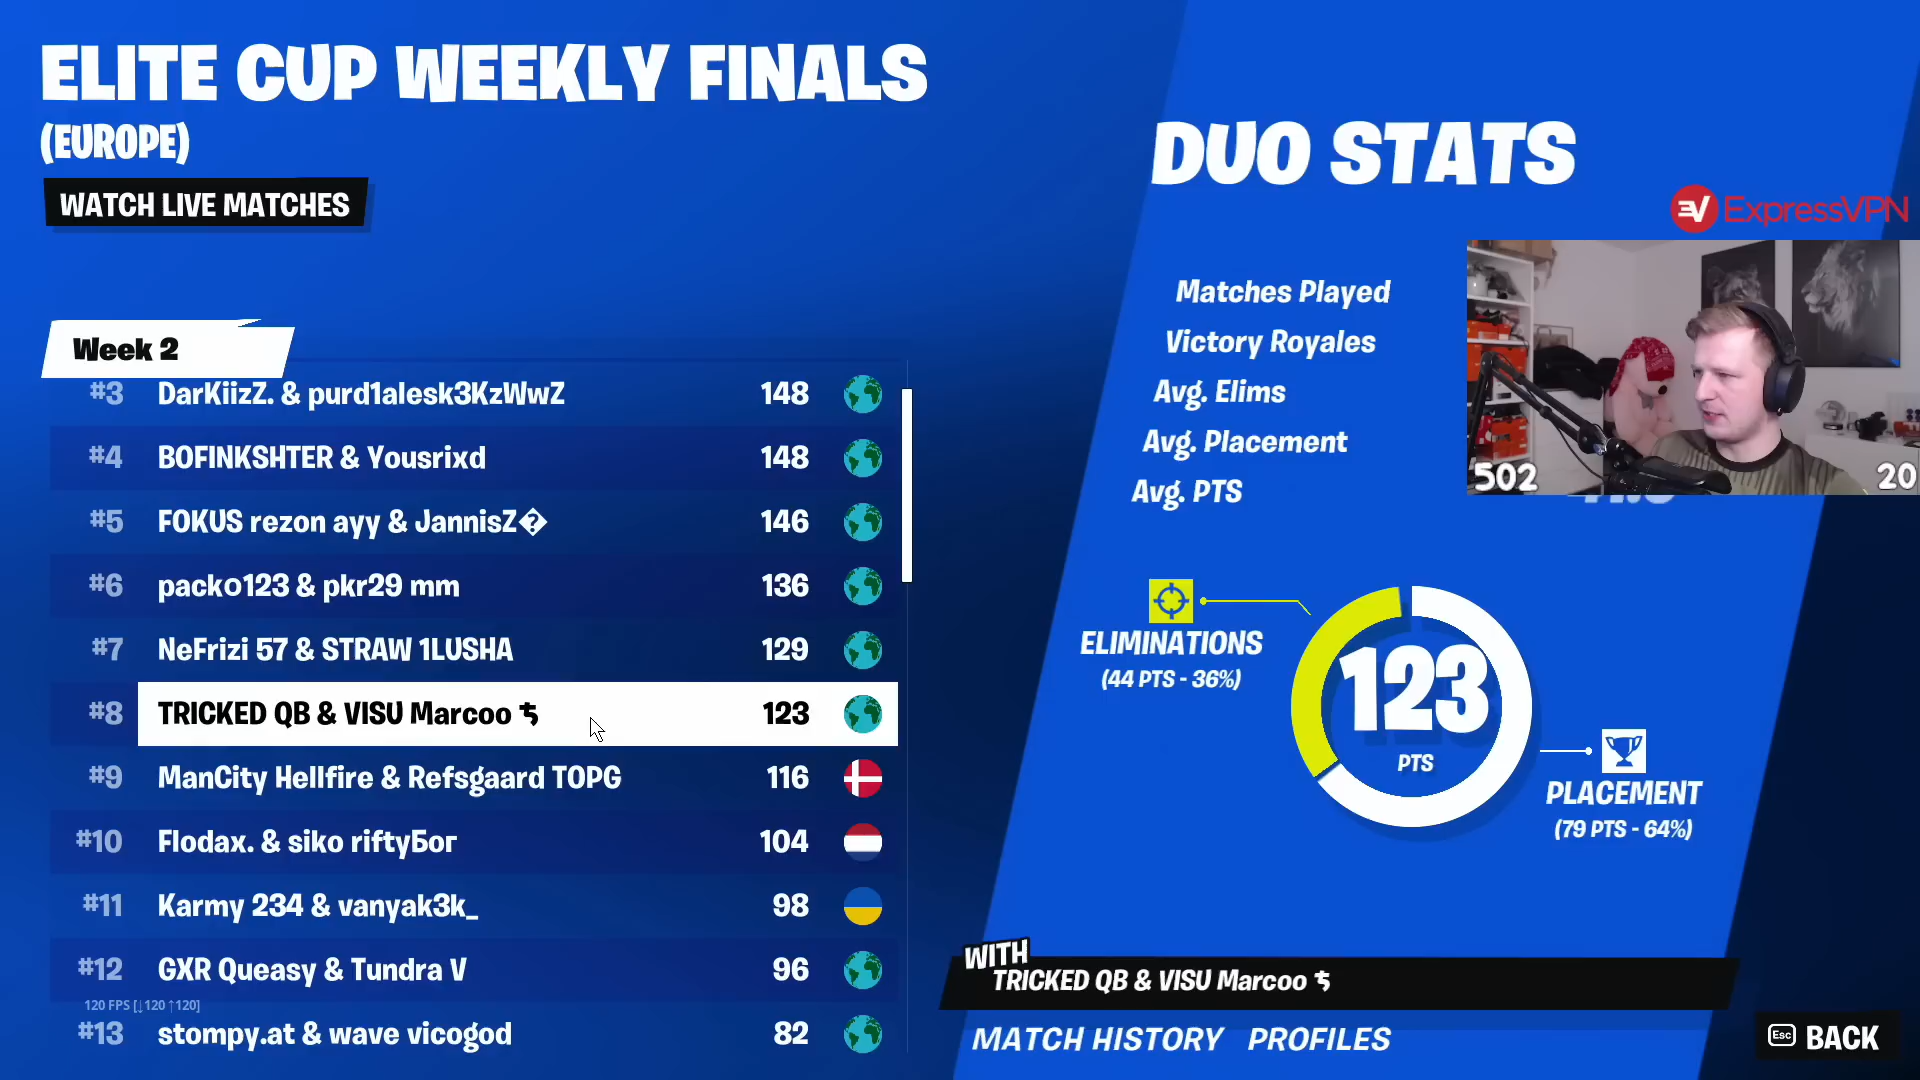 ELITE CUP WEEKLY FINALS
(EUROPE)
WATCH LIVE MATCHES
Week 2
#3 DarKiizZ. & purd1alesk3KzWwZ 148
#4 BOFINKSHTER & Yousrixd 148
#5 FOKUS rezon ayy & JannisZ� 146
#6 packo123 & pkr29 mm 136
#7 NeFrizi 57 & STRAW 1LUSHA 129
#8 TRICKED QB & VISU Marcoo ち 123
#9 ManCity Hellfire & Refsgaard TOPG 116
#10 Flodax. & siko riftyБог 104
#11 Karmy 234 & vanyak3k_ 98
#12 GXR Queasy & Tundra V 96
#13 stompy.at & wave vicogod 82
120 FPS [↓120 ↑120]
DUO STATS
ExpressVPN
Matches Played
Victory Royales
Avg. Elims
Avg. Placement
Avg. PTS
502
20
ELIMINATIONS
(44 PTS - 36%)
123
PTS
PLACEMENT
(79 PTS - 64%)
WITH
TRICKED QB & VISU Marcoo ち
MATCH HISTORY PROFILES
Esc BACK